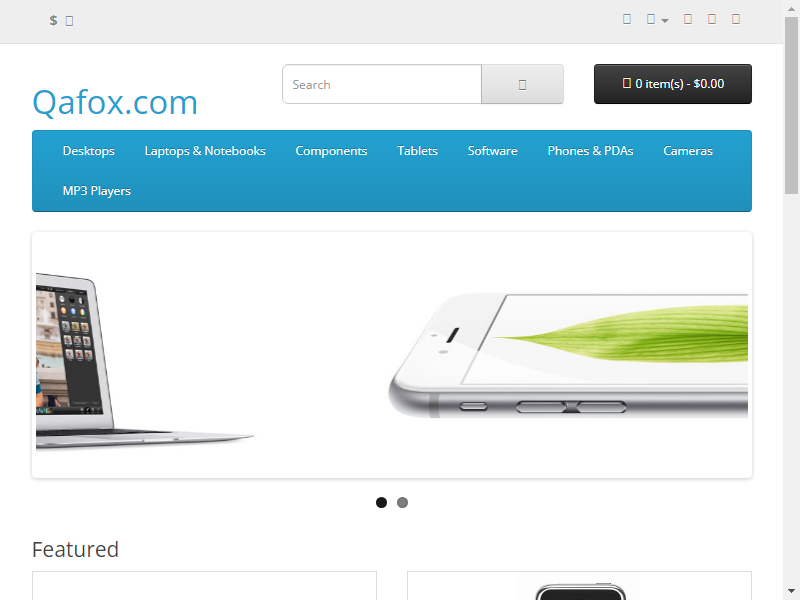 $
Qafox.com
Search
0 item(s) - $0.00
Desktops
Laptops & Notebooks
Components
Tablets
Software
Phones & PDAs
Cameras
MP3 Players
Featured